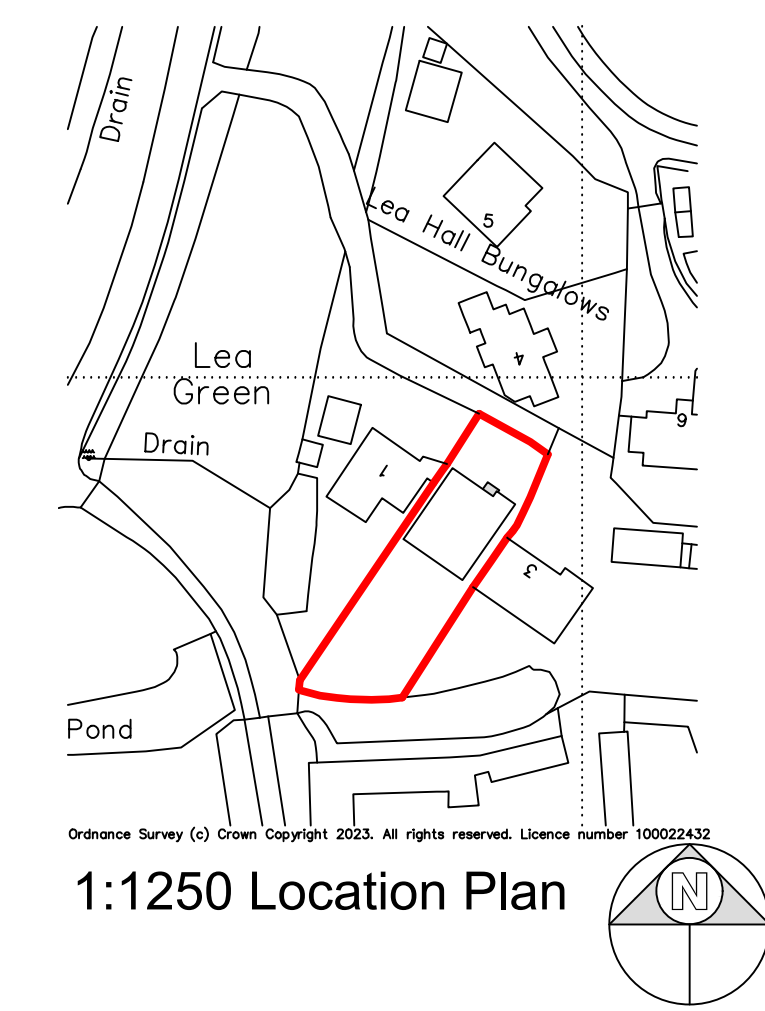 Drain
5
Lea Hall Bungalows
4
Lea
Green
6
Drain
1
3
Pond
Ordnance Survey (c) Crown Copyright 2023. All rights reserved. Licence number 100022432
1:1250 Location Plan
N